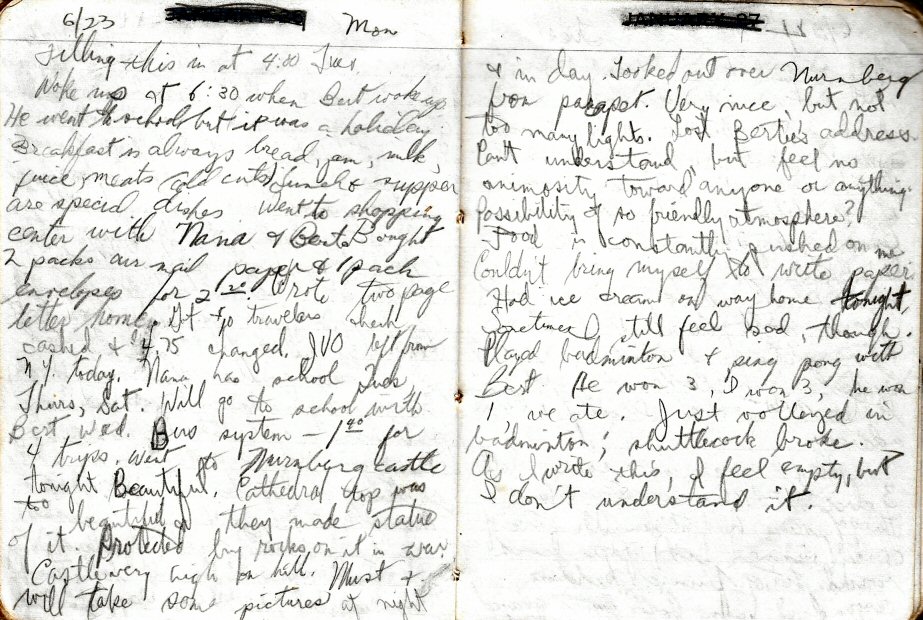 6/23 Mon
Filling this in at 4:00 Tues.
Woke up at 6:30 when Bert woke up
He went to school but it was a holiday.
Breakfast is always bread, jam, milk,
juice, meats (cold cuts) Lunch & supper
are special dishes. Went to shopping
center with Nana & Bert. Bought
2 packs air mail paper & 1 pack
envelopes for 2.20. Wrote two page
letter home. Got $10 travelers check
cashed & 4.75 changed. JVO left from
N.Y. today. Nana has school Tues,
Thurs, Sat. Will go to school with
Bert Wed. Bus system - 1.40 for
4 trips. Went to Nurnberg castle
tonight Beautiful. Cathedral top was
too beautiful so they made statue
of it. Protected by rocks on it in war.
Castle very high on hill. Must &
will take some pictures at night
& in day. Looked out over Nurnberg
from parapet. Very nice, but not
too many lights. Lost Bertie's address
Can't understand, but feel no
animosity toward anyone or anything.
Possibility of so friendly atmosphere?
Food is constantly pushed on me
Couldn't bring myself to write paper.
Had ice cream on way home tonight,
Sometimes I still feel sad, though.
Played badminton & ping pong with
Bert. He won 3, I won 3, he won
1, we ate. Just volleyed in
badminton; shuttlecock broke.
As I write this, I feel empty, but
I don't understand it.